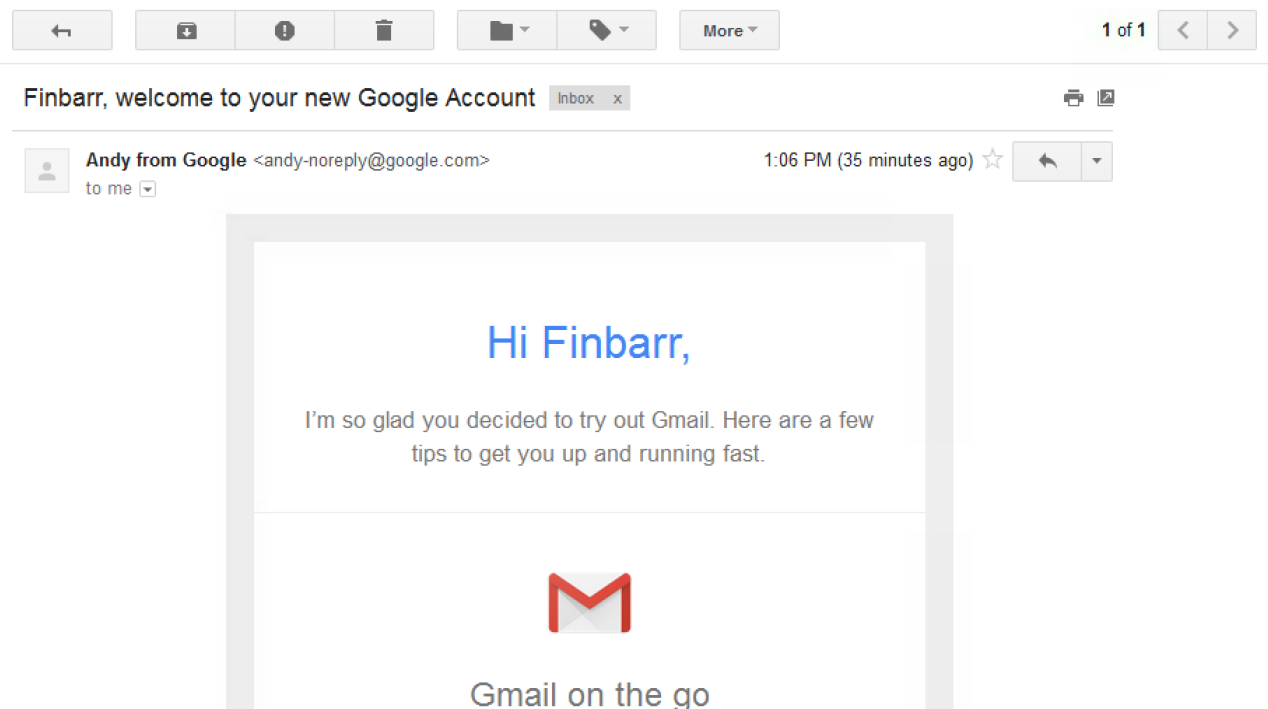 More
1 of 1
Finbarr, welcome to your new Google Account
Inbox x
Andy from Google <andy-noreply@google.com>
1:06 PM (35 minutes ago)
to me
Hi Finbarr,
I’m so glad you decided to try out Gmail. Here are a few
tips to get you up and running fast.
Gmail on the go